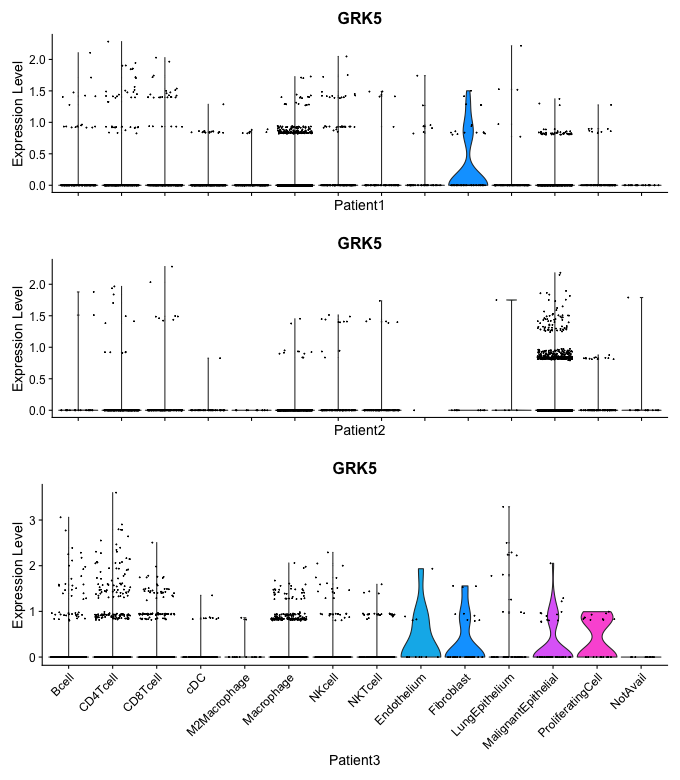 GRK5
Expression Level
2.0
1.5
1.0
0.5
0.0
Patient1
GRK5
Expression Level
2.0
1.5
1.0
0.5
0.0
Patient2
GRK5
Expression Level
3
2
1
0
Bcell
CD4Tcell
CD8Tcell
cDC
M2Macrophage
Macrophage
NKcell
NKTcell
Endothelium
Fibroblast
LungEpithelium
MalignantEpithelial
ProliferatingCell
NotAvail
Patient3